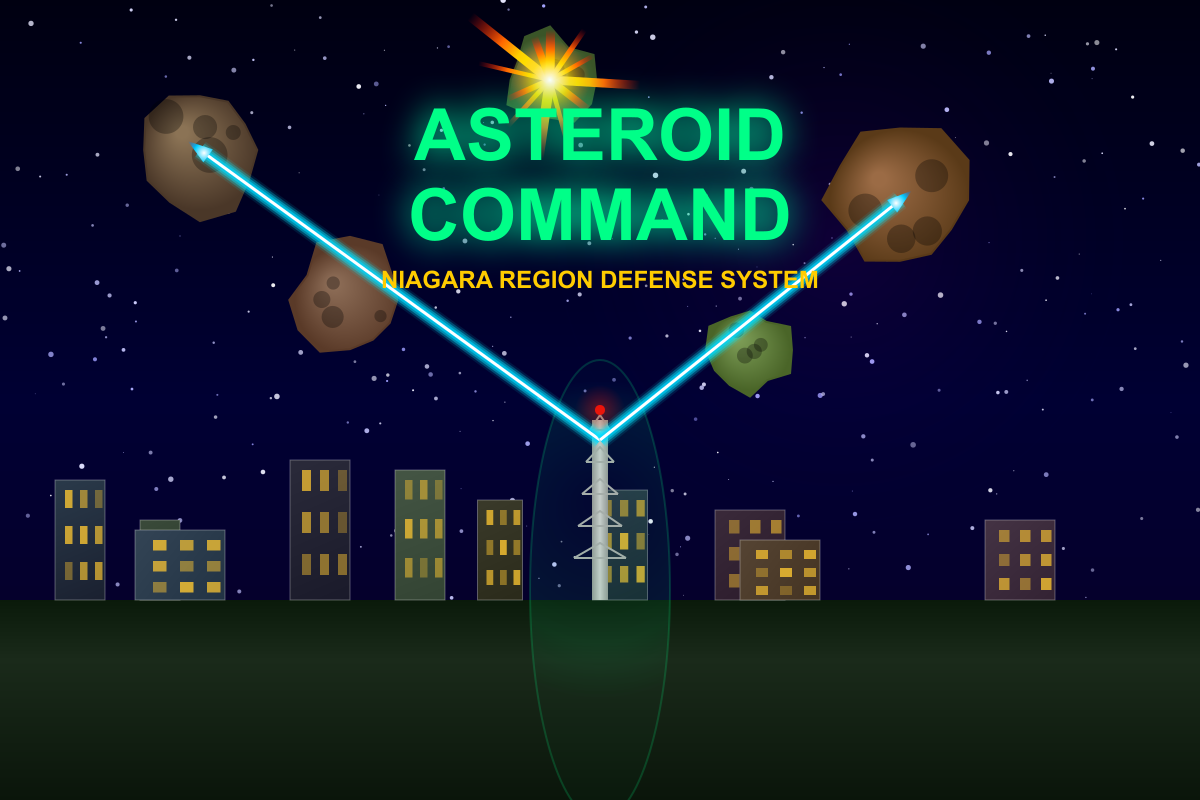 ASTEROID
COMMAND
NIAGARA REGION DEFENSE SYSTEM